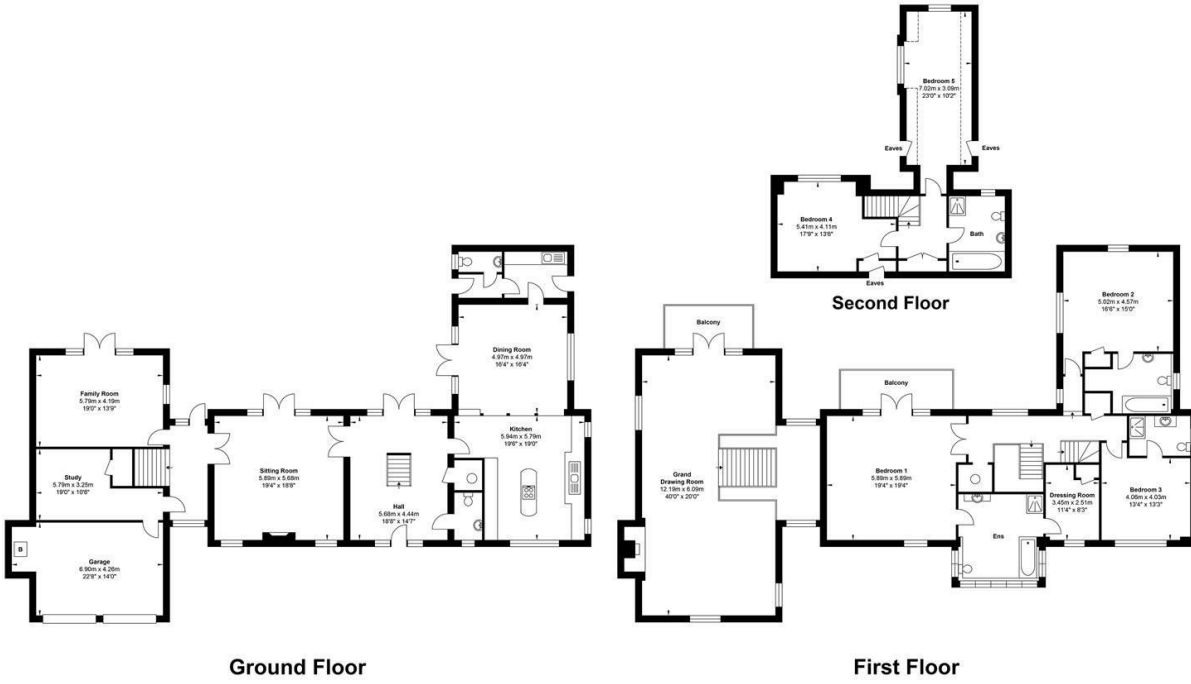 Bedroom 5
7.02m x 3.09m
23'0" x 10'2"
Eaves
Eaves
Bedroom 4
5.41m x 4.11m
17'9" x 13'6"
Bath
Eaves
Second Floor
Family Room
5.79m x 4.19m
19'0" x 13'9"
Study
5.79m x 3.25m
19'0" x 10'8"
B
Garage
6.90m x 4.26m
22'8" x 14'0"
Sitting Room
5.89m x 5.68m
19'4" x 18'8"
Hall
5.68m x 4.44m
18'8" x 14'7"
Dining Room
4.97m x 4.97m
16'4" x 16'4"
Kitchen
5.94m x 5.79m
19'6" x 19'0"
Ground Floor
Balcony
Grand
Drawing Room
12.19m x 6.09m
40'0" x 20'0"
Balcony
Bedroom 1
5.89m x 5.89m
19'4" x 19'4"
Ens
Dressing Room
3.45m x 2.51m
11'4" x 8'3"
Bedroom 2
5.02m x 4.57m
16'6" x 15'0"
Bedroom 3
4.06m x 4.03m
13'4" x 13'3"
First Floor